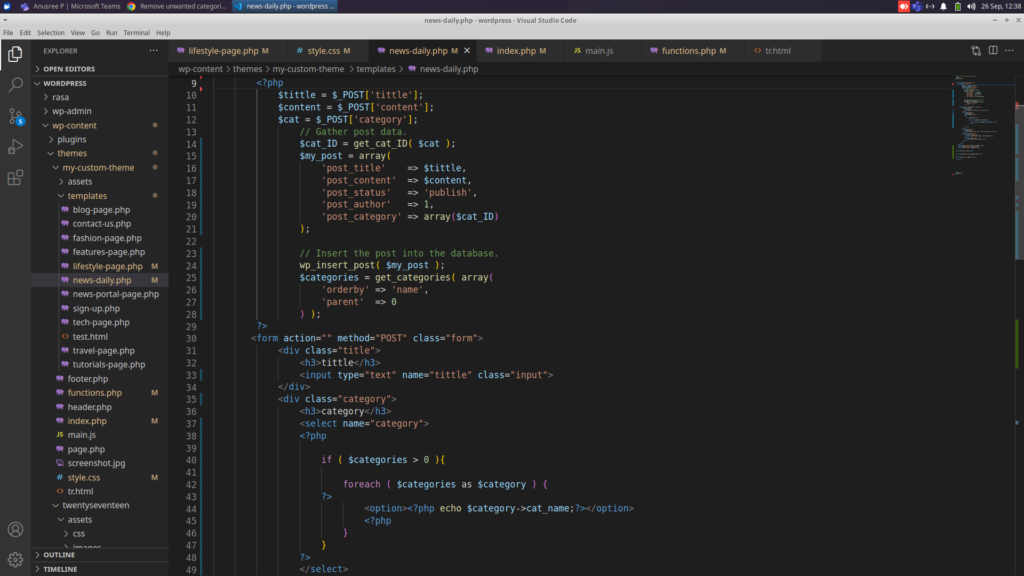 Anusree P | Microsoft Teams
Remove unwanted categori...
news-daily.php - wordpress ...
26 Sep, 12:38
news-daily.php - wordpress - Visual Studio Code
File Edit Selection View Go Run Terminal Help
EXPLORER
lifestyle-page.php M
# style.css M
news-daily.php M
index.php M
JS main.js
functions.php M
<> tr.html
OPEN EDITORS
wp-content > themes > my-custom-theme > templates > news-daily.php
WORDPRESS
rasa
wp-admin
wp-content
plugins
themes
my-custom-theme
assets
templates
blog-page.php
contact-us.php
fashion-page.php
features-page.php
lifestyle-page.php M
news-daily.php M
news-portal-page.php
sign-up.php
tech-page.php
<> test.html
travel-page.php
tutorials-page.php
footer.php
functions.php M
header.php
index.php M
JS main.js
page.php
screenshot.jpg
# style.css M
<> tr.html
twentyseventeen
assets
css
images
OUTLINE
TIMELINE
5
9 <?php
10 $tittle = $_POST['tittle'];
11 $content = $_POST['content'];
12 $cat = $_POST['category'];
13 // Gather post data.
14 $cat_ID = get_cat_ID( $cat );
15 $my_post = array(
16 'post_title' => $tittle,
17 'post_content' => $content,
18 'post_status' => 'publish',
19 'post_author' => 1,
20 'post_category' => array($cat_ID)
21 );
22
23 // Insert the post into the database.
24 wp_insert_post( $my_post );
25 $categories = get_categories( array(
26 'orderby' => 'name',
27 'parent' => 0
28 ) );
29 ?>
30 <form action="" method="POST" class="form">
31 <div class="title">
32 <h3>tittle</h3>
33 <input type="text" name="tittle" class="input">
34 </div>
35 <div class="category">
36 <h3>category</h3>
37 <select name="category">
38 <?php
39
40 if ( $categories > 0 ){
41
42 foreach ( $categories as $category ) {
43 ?>
44 <option><?php echo $category->cat_name;?></option>
45 <?php
46 }
47 }
48 ?>
49 </select>